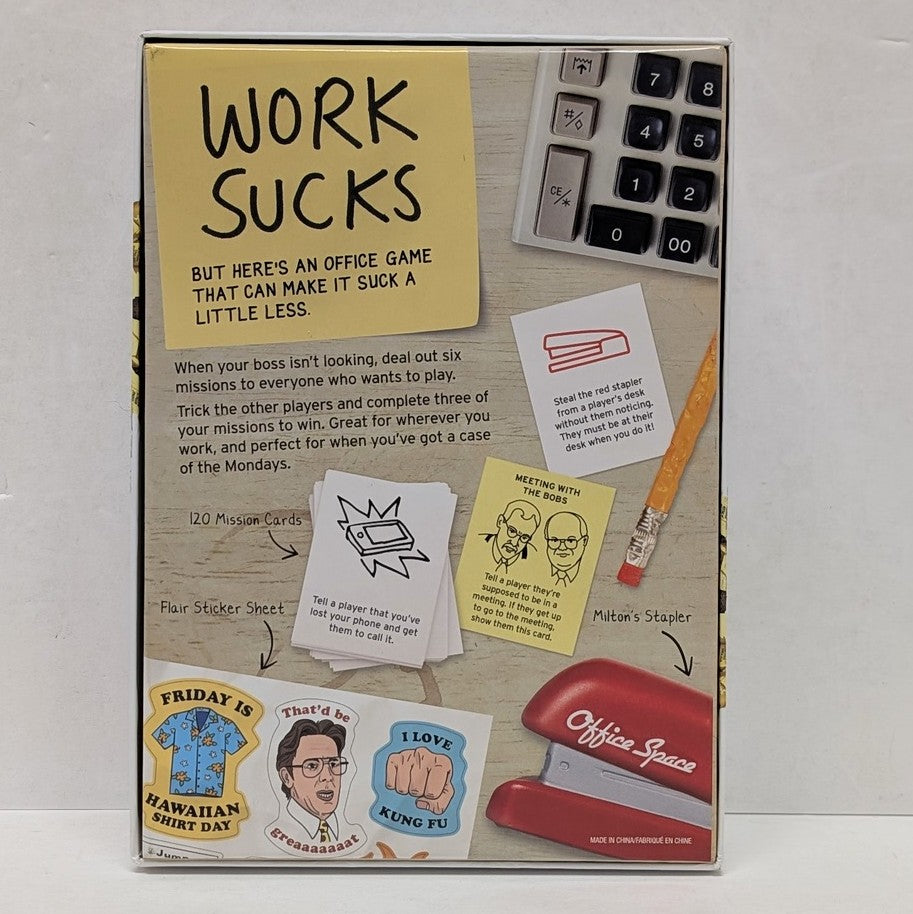 WORK
SUCKS
BUT HERE'S AN OFFICE GAME
THAT CAN MAKE IT SUCK A
LITTLE LESS.
When your boss isn't looking, deal out six
missions to everyone who wants to play.
Trick the other players and complete three of
your missions to win. Great for wherever you
work, and perfect for when you've got a case
of the Mondays.
7
8
#/◊
4
5
CE/*
1
2
0
00
Steal the red stapler
from a player's desk
without them noticing.
They must be at their
desk when you do it!
MEETING WITH
THE BOBS
Tell a player they're
supposed to be in a
meeting. If they get up
to go to the meeting,
show them this card.
120 Mission Cards
Tell a player that you've
lost your phone and get
them to call it.
Flair Sticker Sheet
Milton's Stapler
FRIDAY IS
HAWAIIAN
SHIRT DAY
That'd be
greaaaaaaat
I LOVE
KUNG FU
Office Space
MADE IN CHINA/FABRIQUÉ EN CHINE